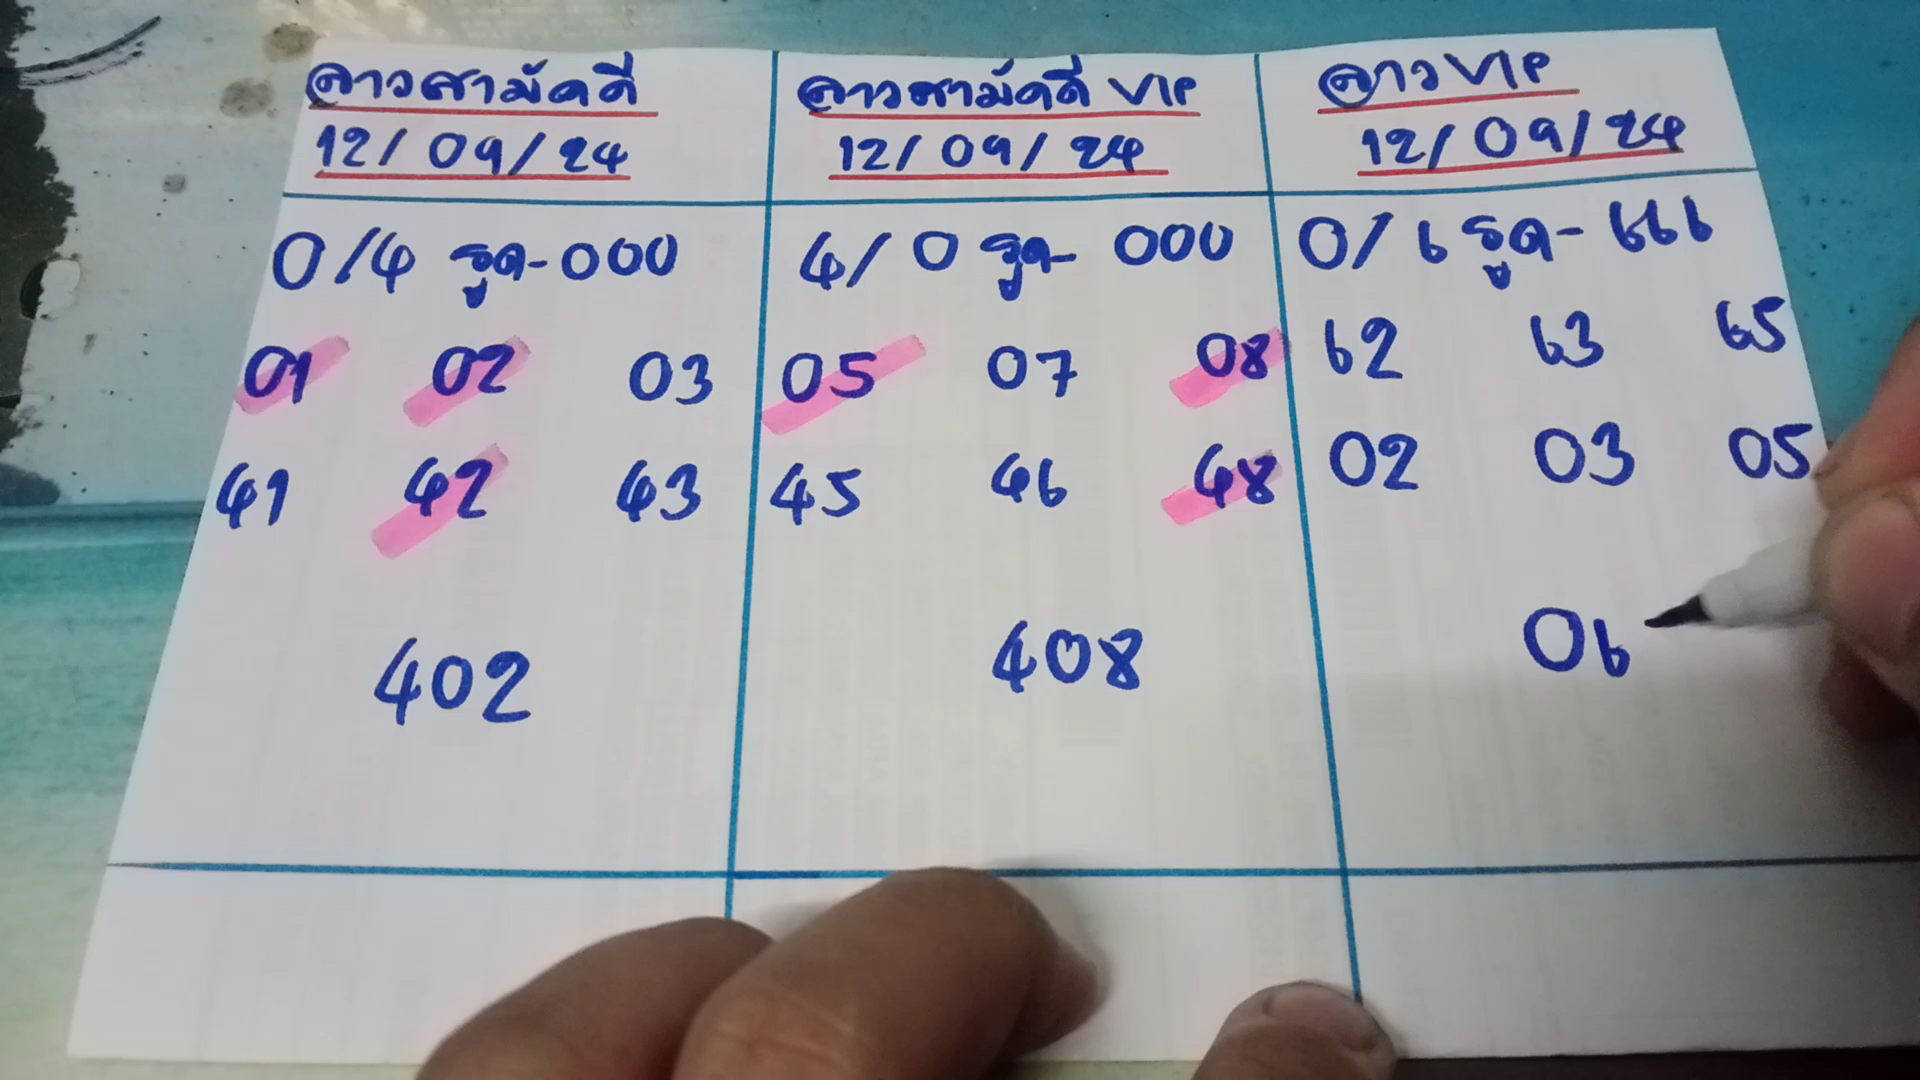 ลาวสามัคคี
12/09/24
0/4 รูด-000
01 02 03
41 42 43
402
ลาวสามัคคี VIP
12/09/24
4/0 รูด- 000
05 07 08
45 46 48
408
ลาว VIP
12/09/24
0/6 รูด- 666
62 63 65
02 03 05
06